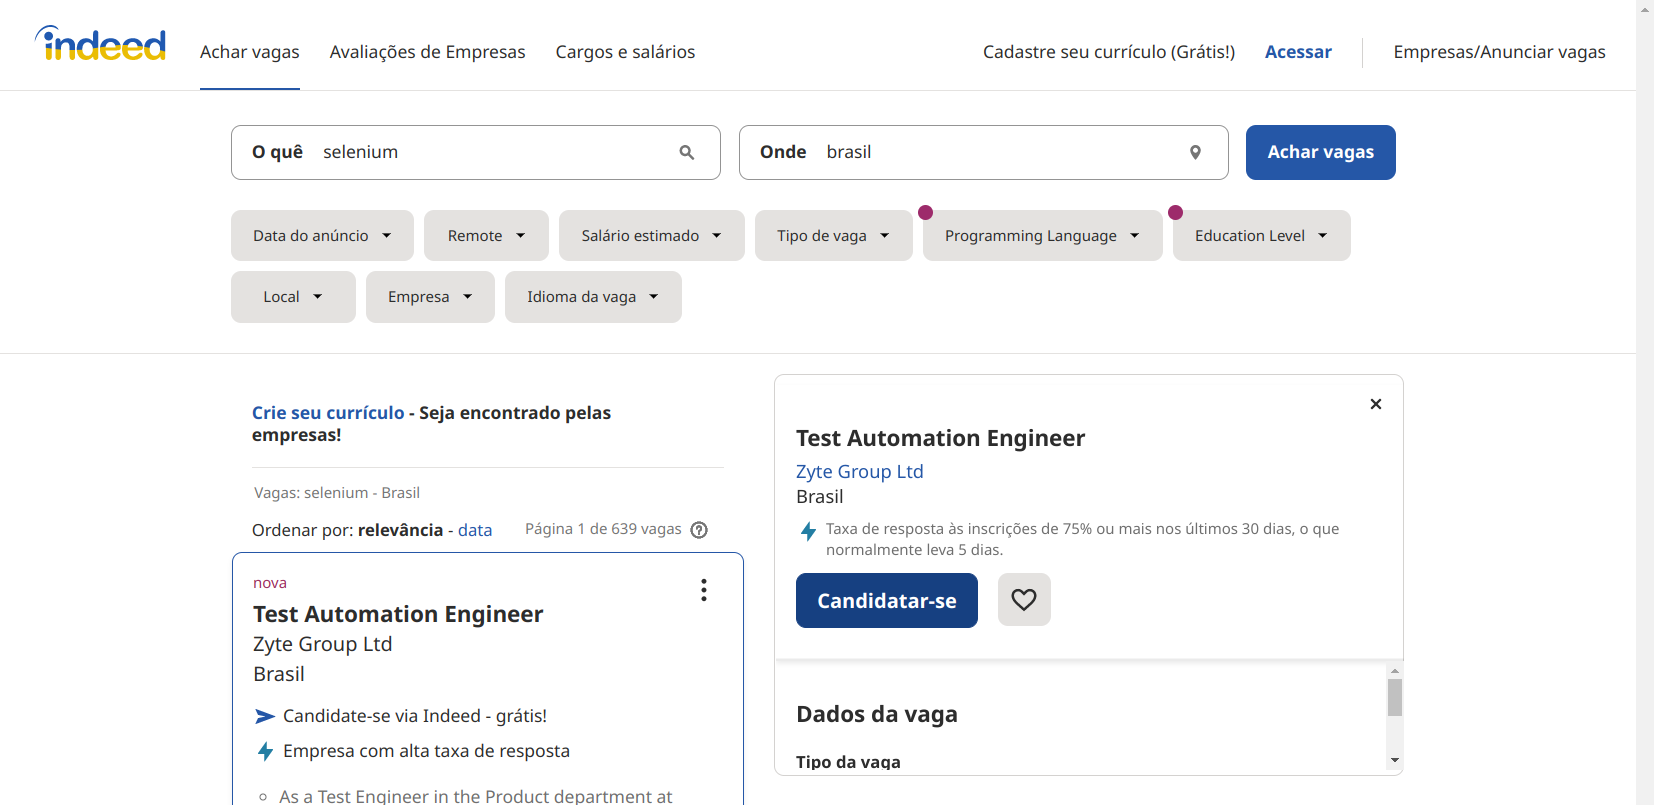 indeed
Achar vagas
Avaliações de Empresas
Cargos e salários
Cadastre seu currículo (Grátis!)
Acessar
Empresas/Anunciar vagas
O quê selenium
Onde brasil
Achar vagas
Data do anúncio
Remote
Salário estimado
Tipo de vaga
Programming Language
Education Level
Local
Empresa
Idioma da vaga
Crie seu currículo - Seja encontrado pelas
empresas!
Vagas: selenium - Brasil
Ordenar por: relevância - data
Página 1 de 639 vagas
nova
Test Automation Engineer
Zyte Group Ltd
Brasil
Candidate-se via Indeed - grátis!
Empresa com alta taxa de resposta
As a Test Engineer in the Product department at
Test Automation Engineer
Zyte Group Ltd
Brasil
Taxa de resposta às inscrições de 75% ou mais nos últimos 30 dias, o que
normalmente leva 5 dias.
Candidatar-se
Dados da vaga
Tipo da vaga